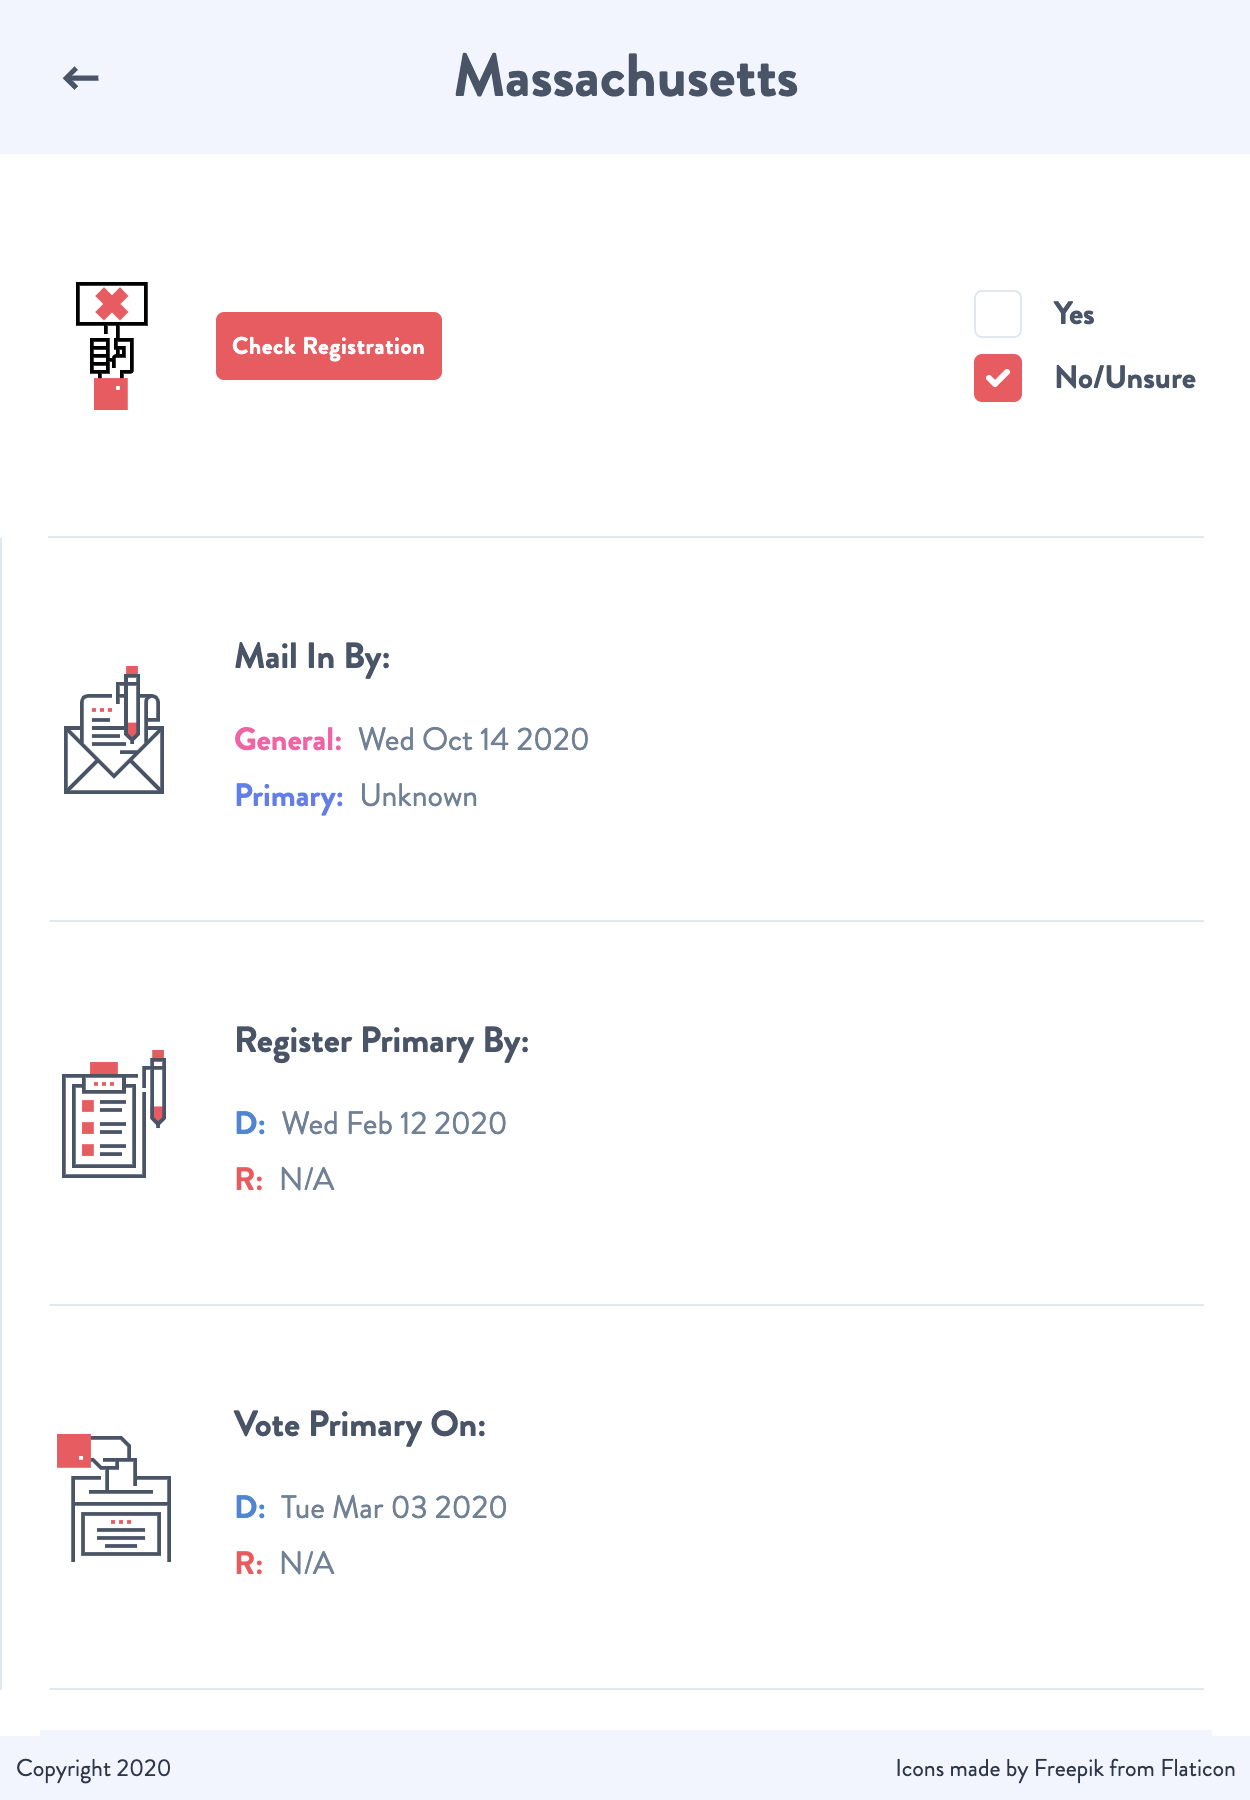 Massachusetts
Check Registration
Yes
No/Unsure
Mail In By:
General: Wed Oct 14 2020
Primary: Unknown
Register Primary By:
D: Wed Feb 12 2020
R: N/A
Vote Primary On:
D: Tue Mar 03 2020
R: N/A
Copyright 2020
Icons made by Freepik from Flaticon